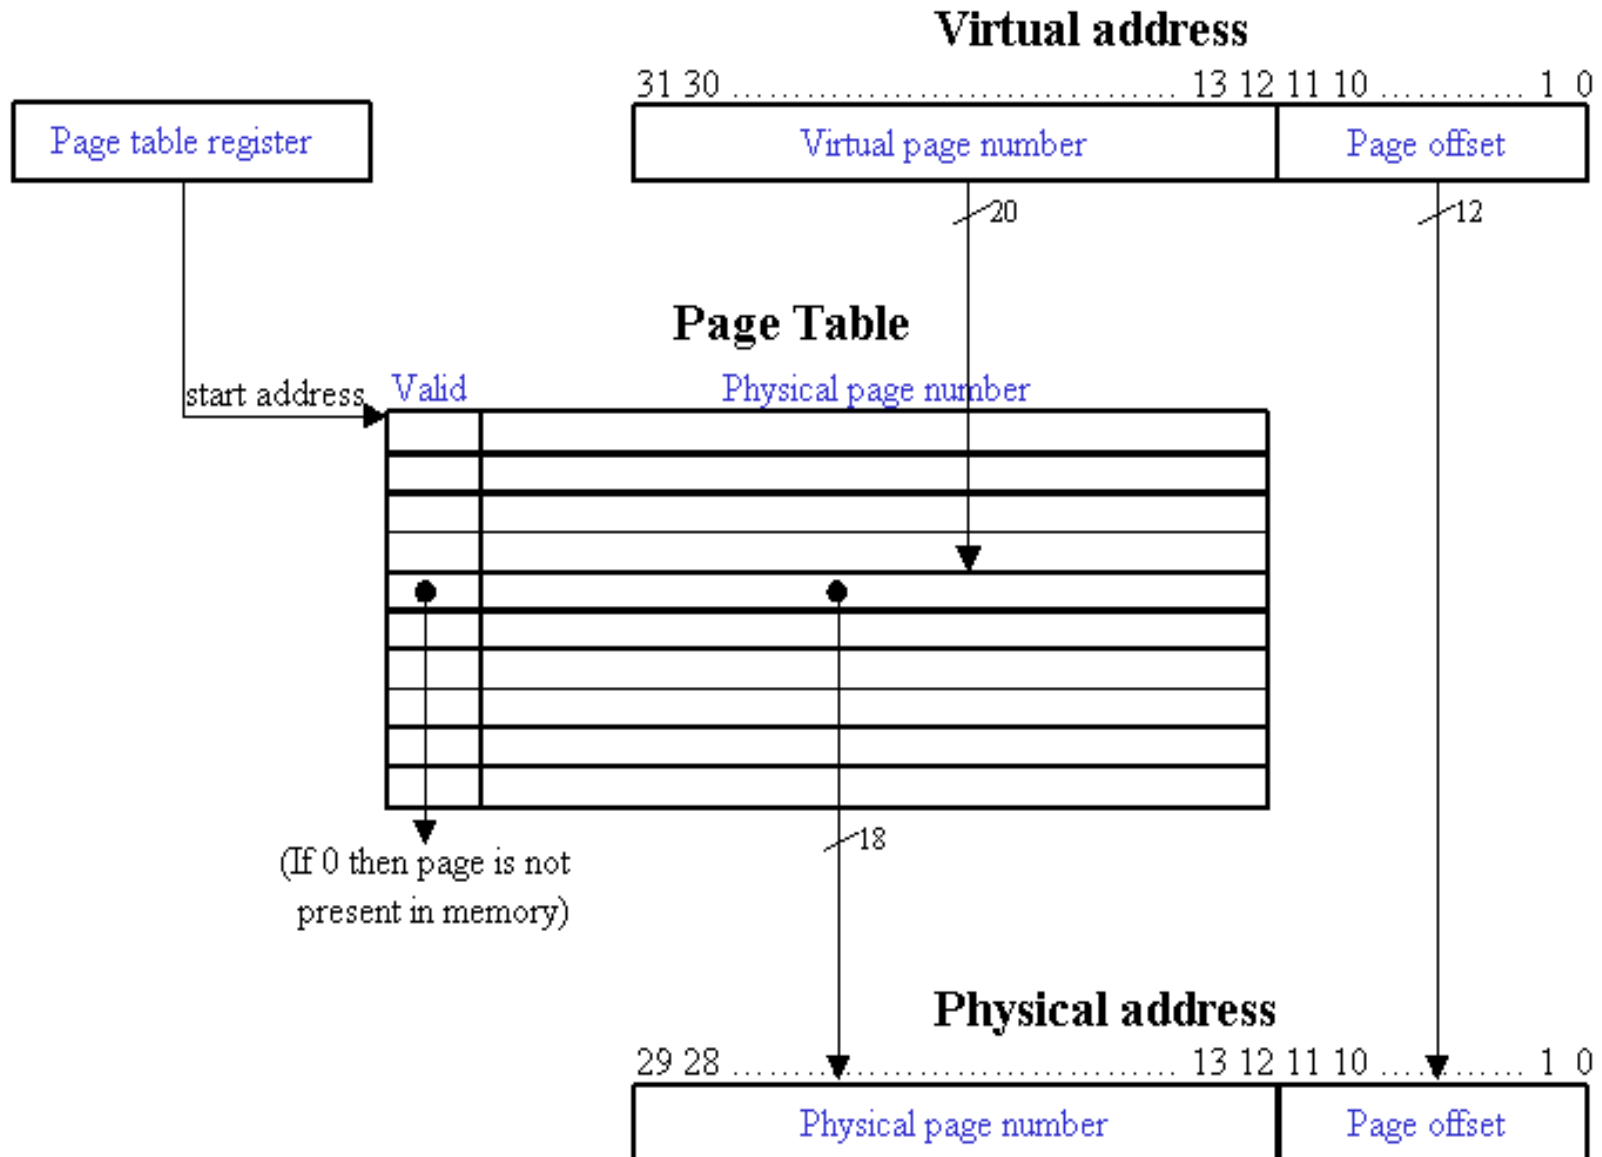 Virtual address
31 30 .................................... 13 12 11 10 ............ 1 0
Page table register
Virtual page number
Page offset
20
12
Page Table
start address
Valid
Physical page number
18
(If 0 then page is not
present in memory)
Physical address
29 28 .................................... 13 12 11 10 ............ 1 0
Physical page number
Page offset